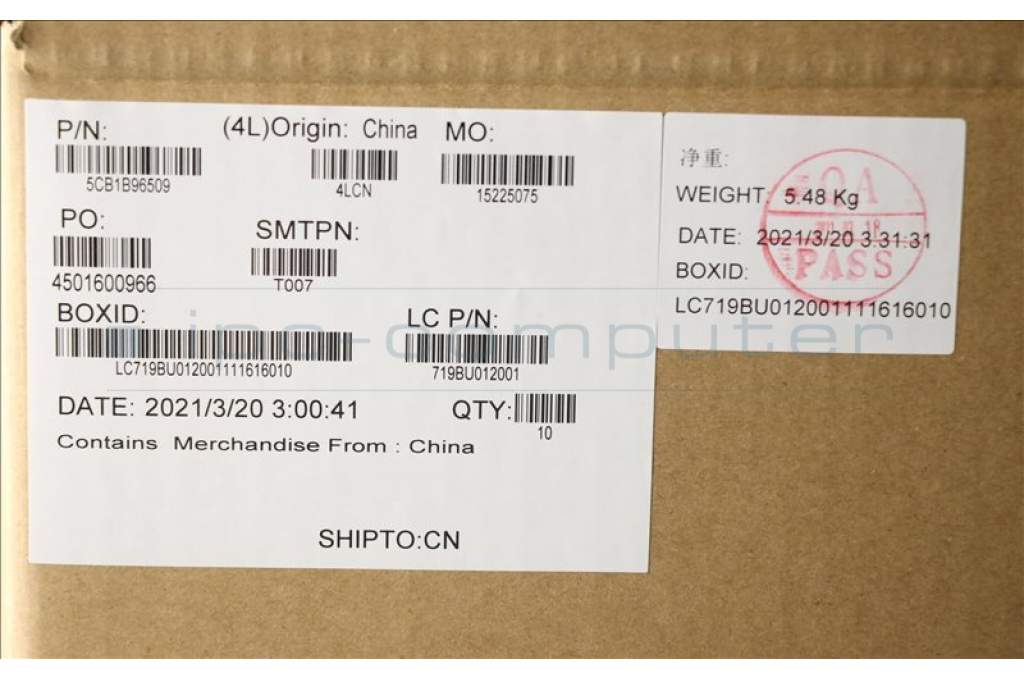 P/N: (4L)Origin: China MO:
5CB1B96509 4LCN 15225075
PO: SMTPN:
4501600966 T007
BOXID: LC P/N:
LC719BU012001111616010 719BU012001
DATE: 2021/3/20 3:00:41 QTY:
10
Contains Merchandise From : China
SHIPTO:CN
净重:
WEIGHT: 5.48 Kg
DATE: 2021/3/20 3:31:31
BOXID:
LC719BU012001111616010
QA
PASS
ipc-computer